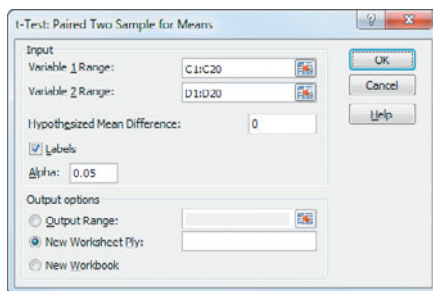 t-Test: Paired Two Sample for Means
Input
Variable 1 Range: C1:C20
Variable 2 Range: D1:D20
Hypothesized Mean Difference: 0
Labels
Alpha: 0.05
Output options
Output Range:
New Worksheet Ply:
New Workbook
OK
Cancel
Help